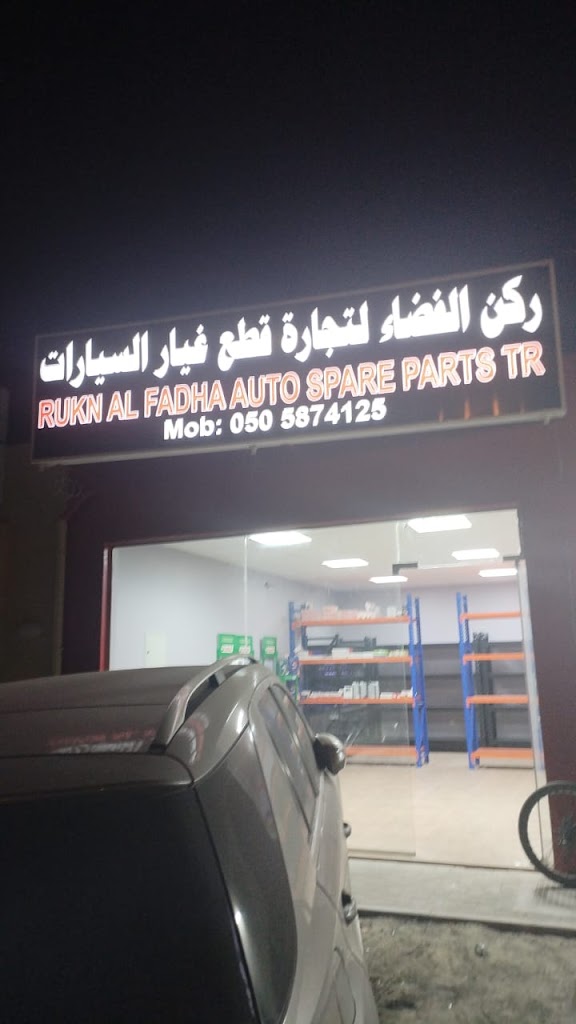 ركن الفضاء لتجارة قطع غيار السيارات
RUKN AL FADHA AUTO SPARE PARTS TR
Mob: 050 5874125